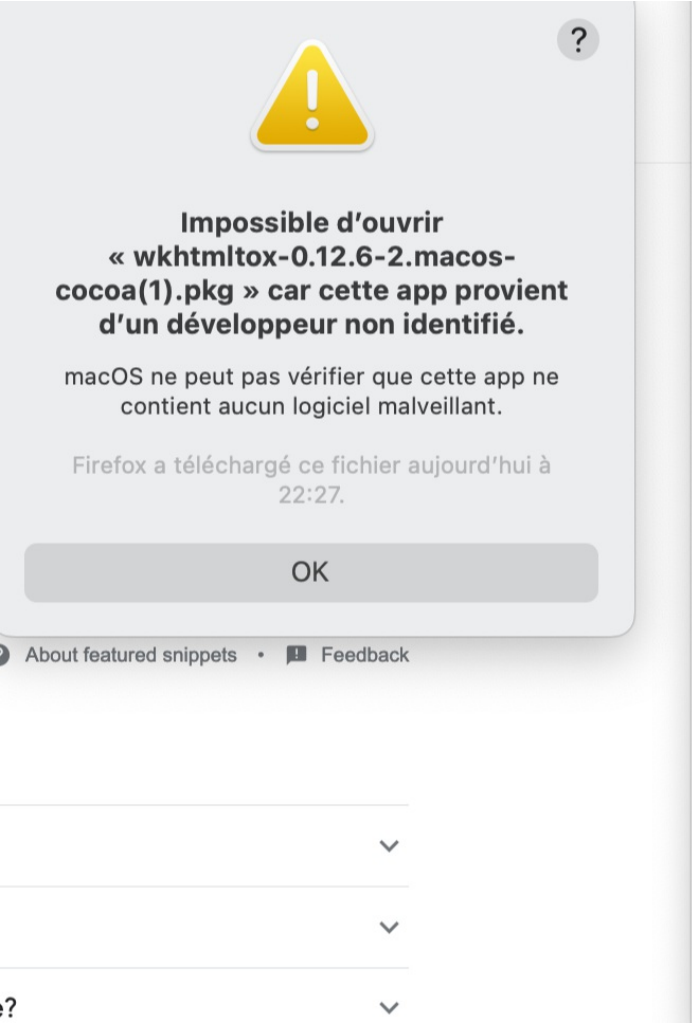 ?
Impossible d’ouvrir
« wkhtmltox-0.12.6-2.macos-
cocoa(1).pkg » car cette app provient
d’un développeur non identifié.
macOS ne peut pas vérifier que cette app ne
contient aucun logiciel malveillant.
Firefox a téléchargé ce fichier aujourd’hui à
22:27.
OK
About featured snippets • Feedback
e?